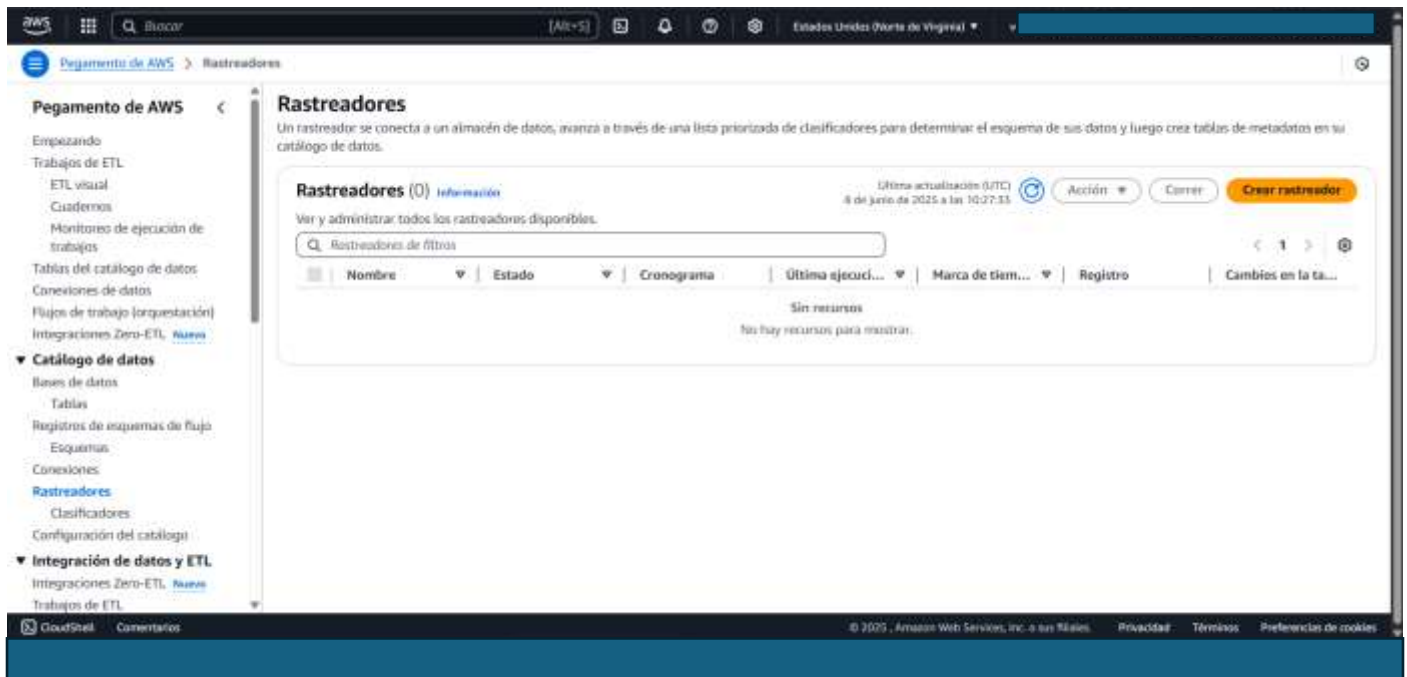 aws
Buscar
[Alt+S]
Estados Unidos (Norte de Virginia)
Pegamento de AWS > Rastreadores
Pegamento de AWS
Empezando
Trabajos de ETL
ETL visual
Cuadernos
Monitoreo de ejecución de
trabajos
Tablas del catálogo de datos
Conexiones de datos
Flujos de trabajo (orquestación)
Integraciones Zero-ETL Nuevo
Catálogo de datos
Bases de datos
Tablas
Registros de esquemas de flujo
Esquemas
Conexiones
Rastreadores
Clasificadores
Configuración del catálogo
Integración de datos y ETL
Integraciones Zero-ETL Nuevo
Trabajos de ETL
Rastreadores
Un rastreador se conecta a un almacén de datos, avanza a través de una lista priorizada de clasificadores para determinar el esquema de sus datos y luego crea tablas de metadatos en su
catálogo de datos.
Rastreadores (0) Información
Última actualización (UTC)
de junio de 2025 a las 10:27:53
Acción
Correr
Crear rastreador
Ver y administrar todos los rastreadores disponibles.
Rastreadores de filtros
1
Nombre
Estado
Cronograma
Última ejecuci...
Marca de tiem...
Registro
Cambios en la ta...
Sin recursos
No hay recursos para mostrar.
CloudShell
Comentarios
© 2025, Amazon Web Services, Inc. o sus filiales.
Privacidad
Términos
Preferencias de cookies